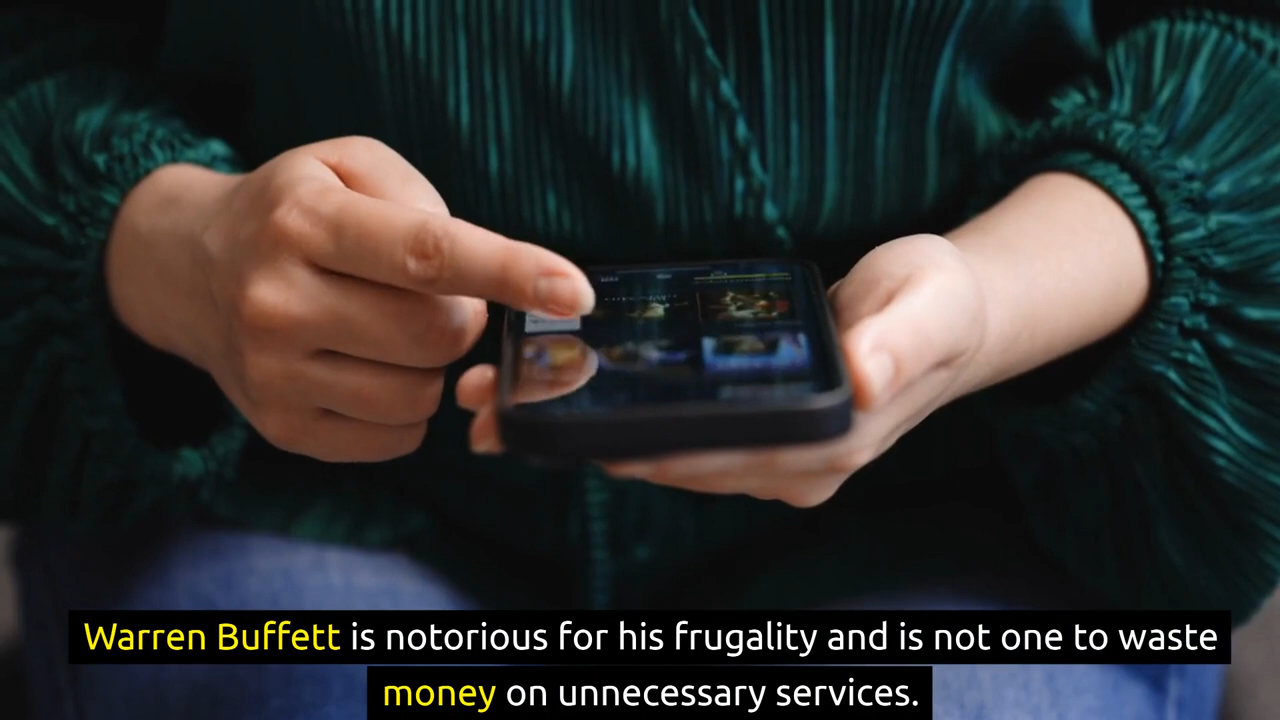 Warren Buffett is notorious for his frugality and is not one to waste
money on unnecessary services.